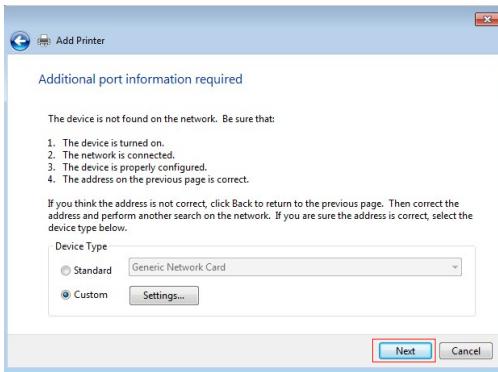 Add Printer
Additional port information required
The device is not found on the network. Be sure that:
1. The device is turned on.
2. The network is connected.
3. The device is properly configured.
4. The address on the previous page is correct.
If you think the address is not correct, click Back to return to the previous page. Then correct the
address and perform another search on the network. If you are sure the address is correct, select the
device type below.
Device Type
Standard Generic Network Card
Custom Settings...
Next Cancel